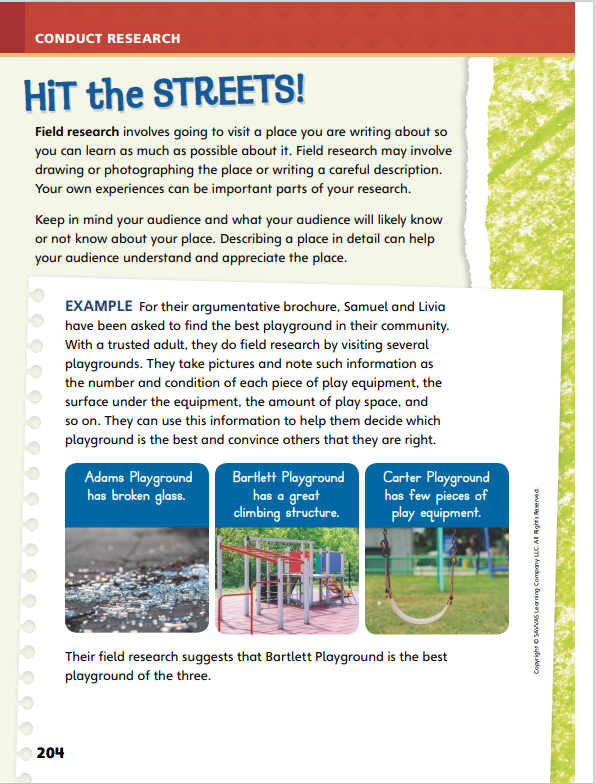 CONDUCT RESEARCH
HiT the STREETS!
Field research involves going to visit a place you are writing about so
you can learn as much as possible about it. Field research may involve
drawing or photographing the place or writing a careful description.
Your own experiences can be important parts of your research.
Keep in mind your audience and what your audience will likely know
or not know about your place. Describing a place in detail can help
your audience understand and appreciate the place.
EXAMPLE For their argumentative brochure, Samuel and Livia
have been asked to find the best playground in their community.
With a trusted adult, they do field research by visiting several
playgrounds. They take pictures and note such information as
the number and condition of each piece of play equipment, the
surface under the equipment, the amount of play space, and
so on. They can use this information to help them decide which
playground is the best and convince others that they are right.
Adams Playground
has broken glass.
Bartlett Playground
has a great
climbing structure.
Carter Playground
has few pieces of
play equipment.
Their field research suggests that Bartlett Playground is the best
playground of the three.
Copyright © SAVVAS Learning Company LLC. All Rights Reserved.
204